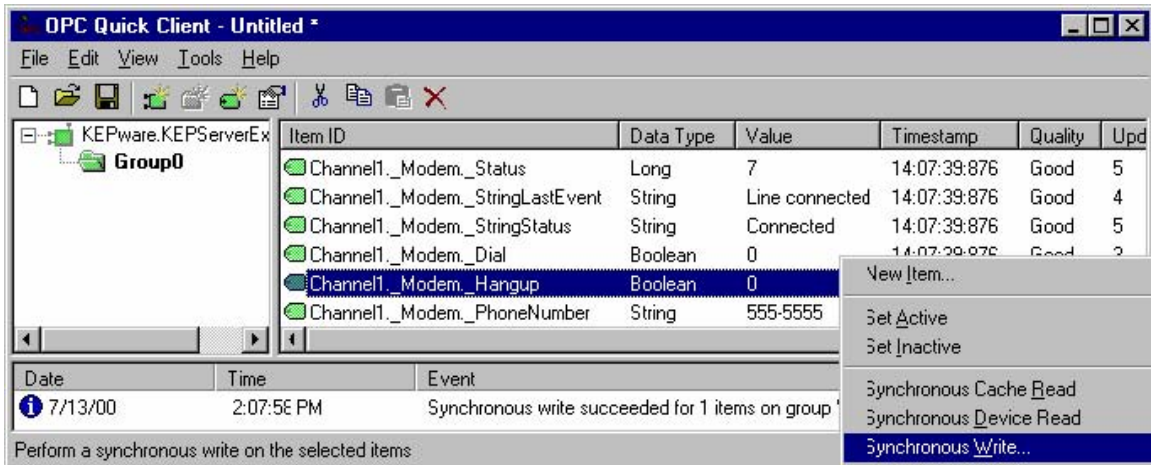 OPC Quick Client - Untitled *
File Edit View Tools Help
KEPware.KEPServerEx
Group0
Item ID Data Type Value Timestamp Quality Upd
Channel1._Modem._Status Long 7 14:07:39:876 Good 5
Channel1._Modem._StringLastEvent String Line connected 14:07:39:876 Good 4
Channel1._Modem._StringStatus String Connected 14:07:39:876 Good 5
Channel1._Modem._Dial Boolean 0 14:07:39:876 Good
Channel1._Modem._Hangup Boolean 0
Channel1._Modem._PhoneNumber String 555-5555
New Item...
Set Active
Set Inactive
Synchronous Cache Read
Synchronous Device Read
Synchronous Write...
Date Time Event
7/13/00 2:07:58 PM Synchronous write succeeded for 1 items on group '
Perform a synchronous write on the selected items